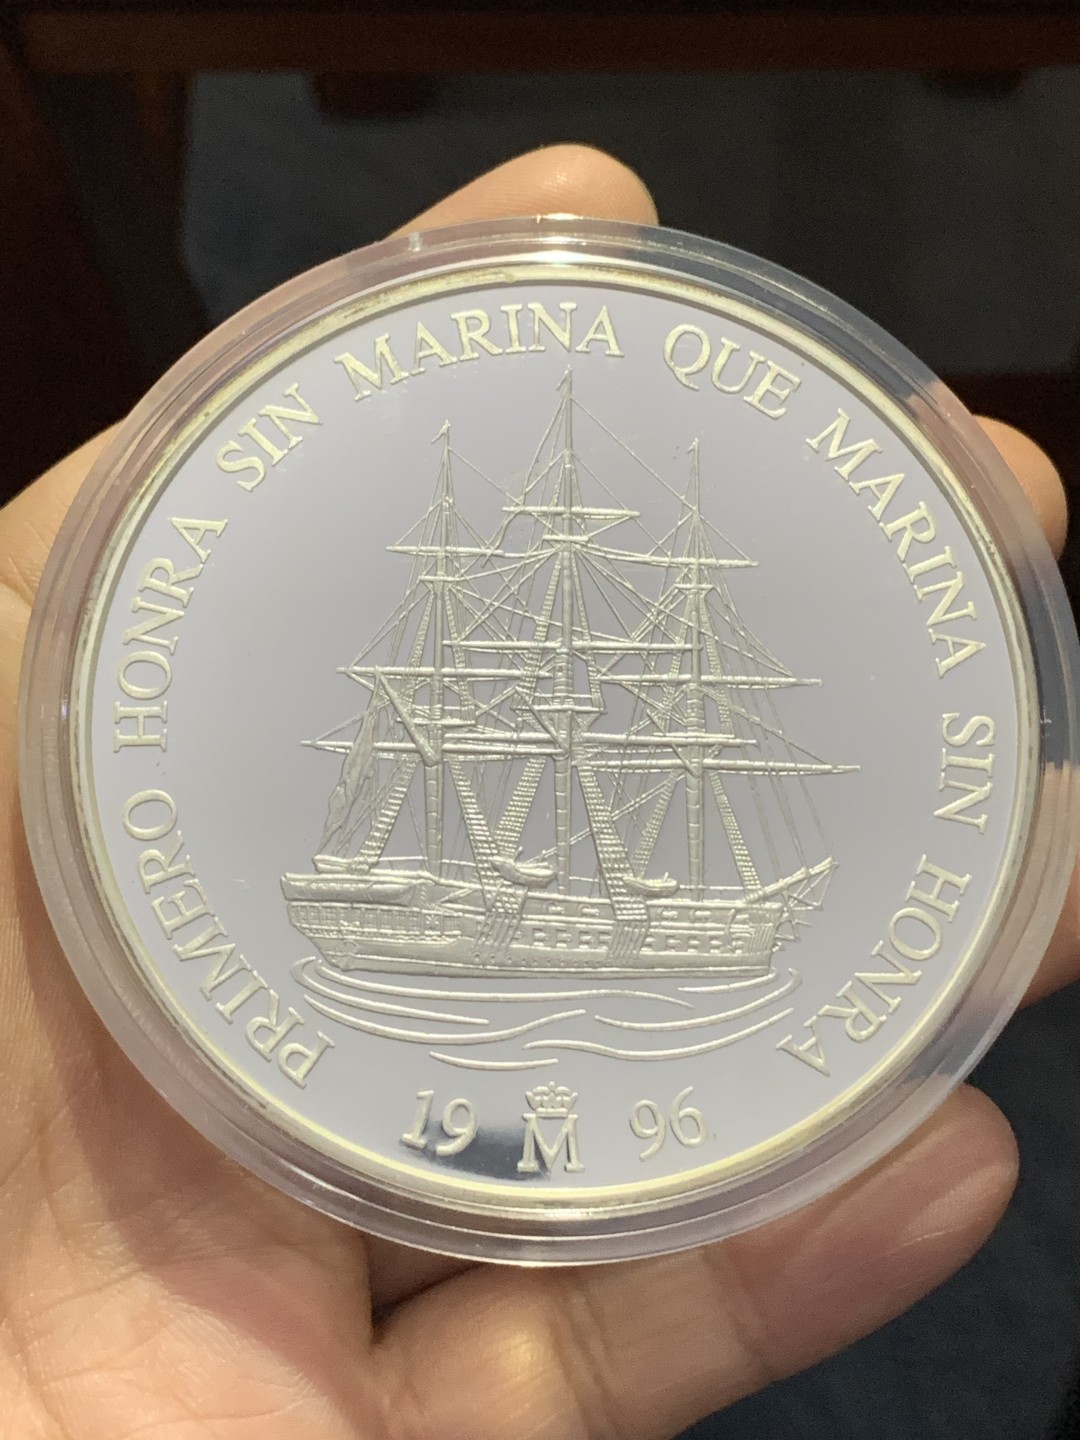 PRIMERO HONRA SIN MARINA QUE MARINA SIN HONRA
19 M 96